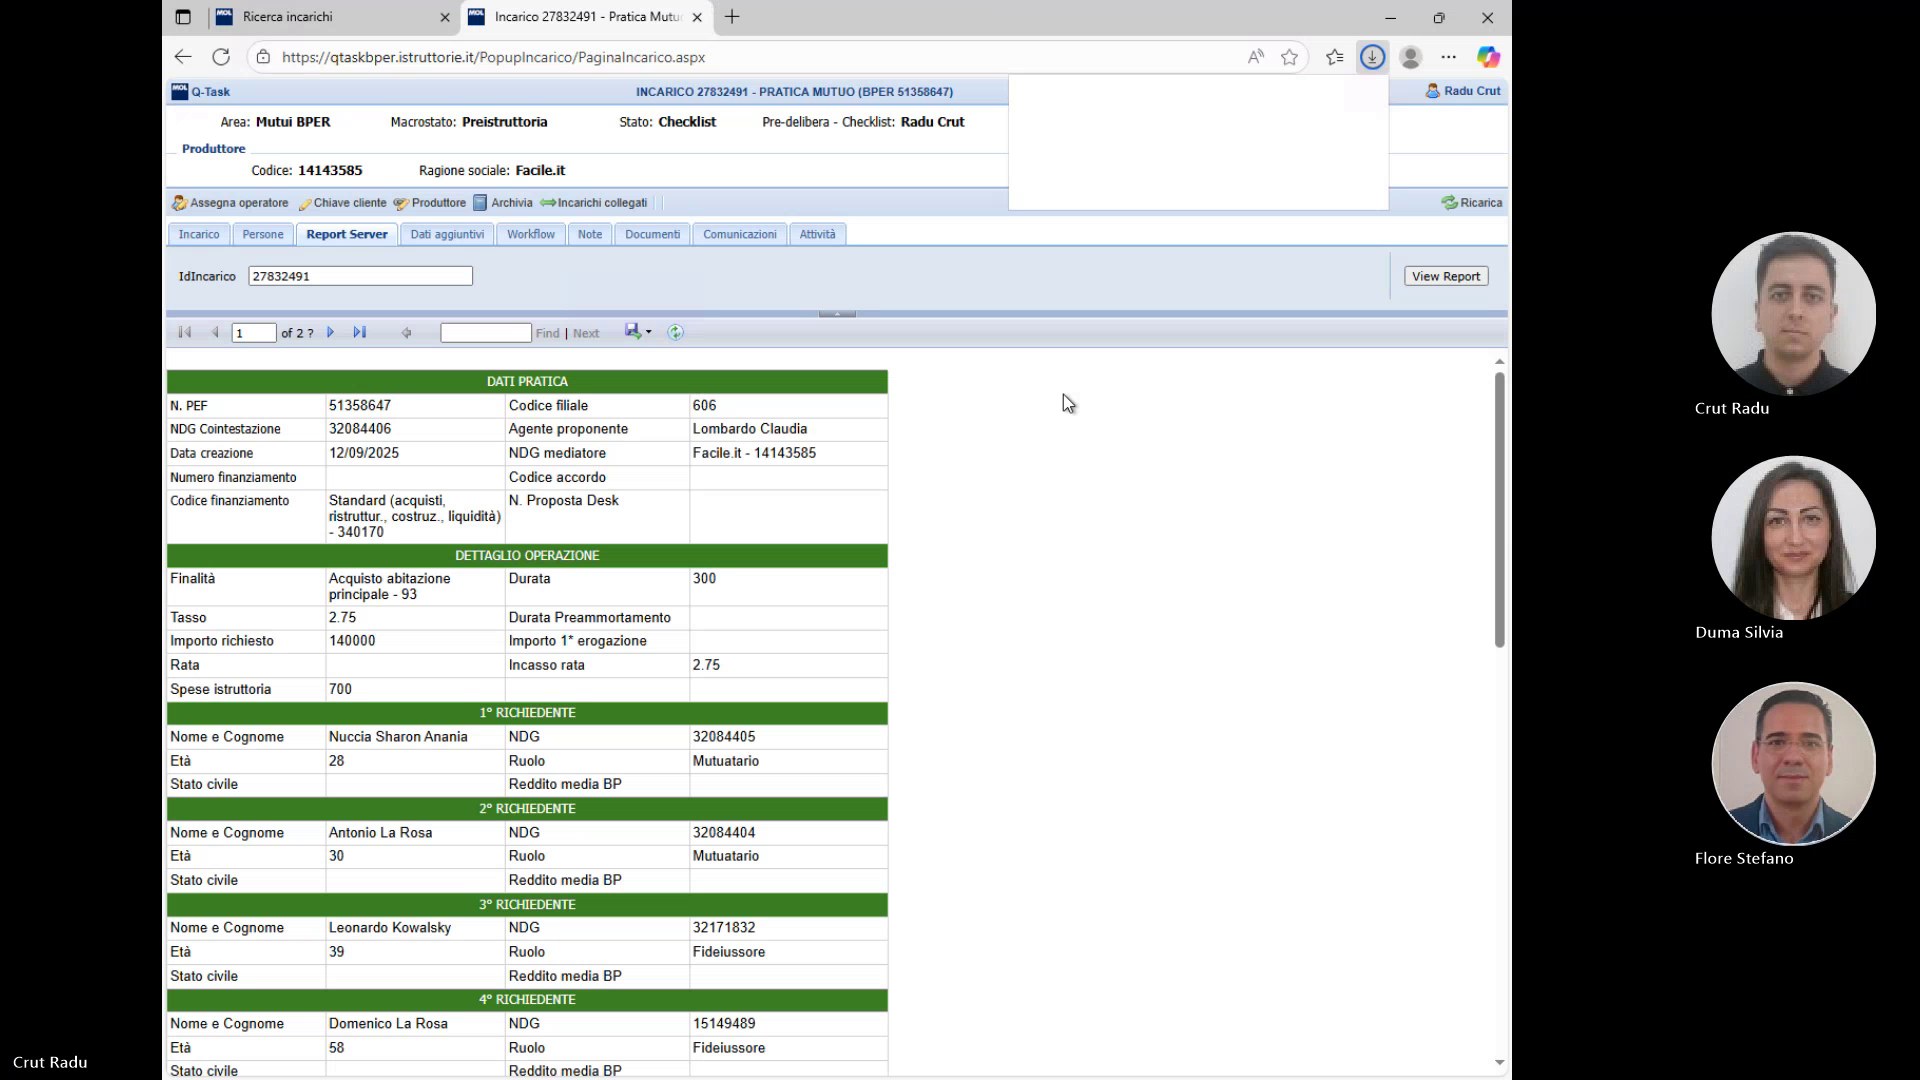 Ricerca incarichi
Incarico 27832491 - Pratica Mutu
https://qtaskbper.istruttorie.it/PopupIncarico/PaginaIncarico.aspx
MOL Q-Task
INCARICO 27832491 - PRATICA MUTUO (BPER 51358647)
Radu Crut
Area: Mutui BPER Macrostato: Preistruttoria Stato: Checklist Pre-delibera - Checklist: Radu Crut
Produttore
Codice: 14143585 Ragione sociale: Facile.it
Assegna operatore Chiave cliente Produttore Archivia Incarichi collegati Ricarica
Incarico Persone Report Server Dati aggiuntivi Workflow Note Documenti Comunicazioni Attività
IdIncarico 27832491 View Report
1 of 2 ? Find | Next
DATI PRATICA
N. PEF 51358647 Codice filiale 606
NDG Cointestazione 32084406 Agente proponente Lombardo Claudia
Data creazione 12/09/2025 NDG mediatore Facile.it - 14143585
Numero finanziamento Codice accordo
Codice finanziamento Standard (acquisti, N. Proposta Desk
ristruttur., costruz., liquidità)
- 340170
DETTAGLIO OPERAZIONE
Finalità Acquisto abitazione Durata 300
principale - 93
Tasso 2.75 Durata Preammortamento
Importo richiesto 140000 Importo 1* erogazione
Rata Incasso rata 2.75
Spese istruttoria 700
1° RICHIEDENTE
Nome e Cognome Nuccia Sharon Anania NDG 32084405
Età 28 Ruolo Mutuatario
Stato civile Reddito media BP
2° RICHIEDENTE
Nome e Cognome Antonio La Rosa NDG 32084404
Età 30 Ruolo Mutuatario
Stato civile Reddito media BP
3° RICHIEDENTE
Nome e Cognome Leonardo Kowalsky NDG 32171832
Età 39 Ruolo Fideiussore
Stato civile Reddito media BP
4° RICHIEDENTE
Nome e Cognome Domenico La Rosa NDG 15149489
Età 58 Ruolo Fideiussore
Stato civile Reddito media BP
Crut Radu
Duma Silvia
Flore Stefano
Crut Radu